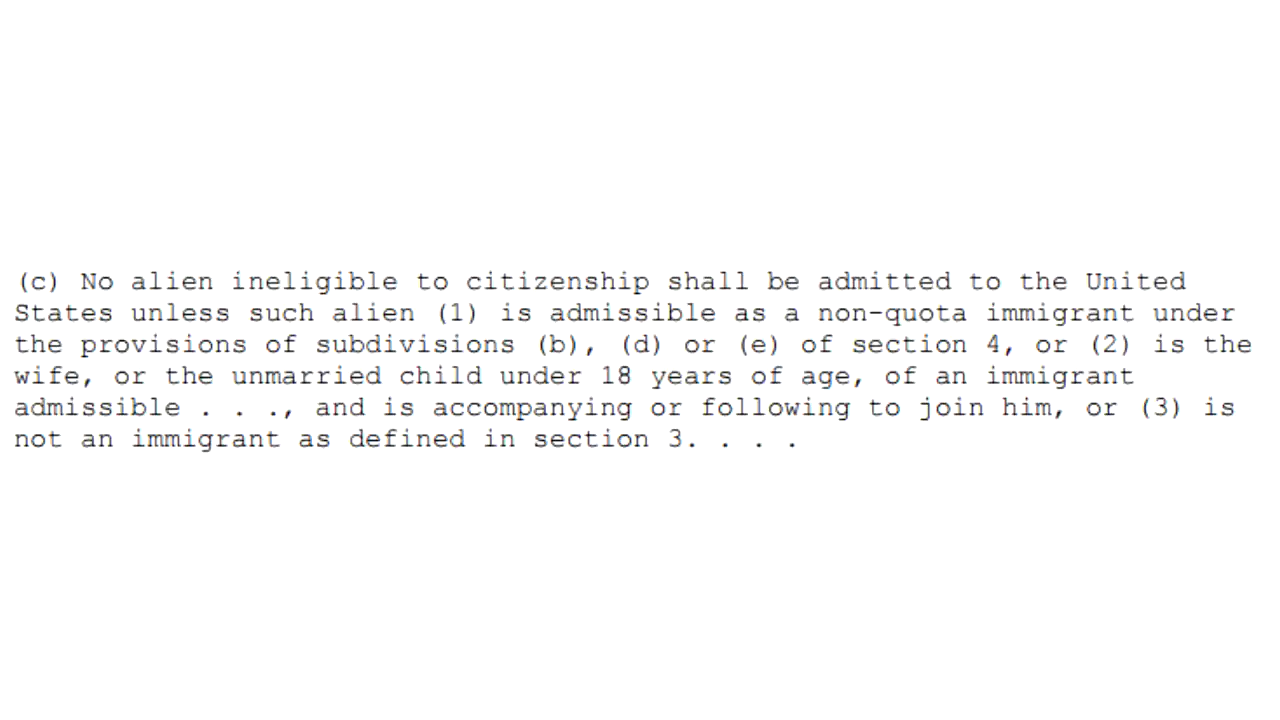 (c) No alien ineligible to citizenship shall be admitted to the United
States unless such alien (1) is admissible as a non-quota immigrant under
the provisions of subdivisions (b), (d) or (e) of section 4, or (2) is the
wife, or the unmarried child under 18 years of age, of an immigrant
admissible . . ., and is accompanying or following to join him, or (3) is
not an immigrant as defined in section 3. . . .